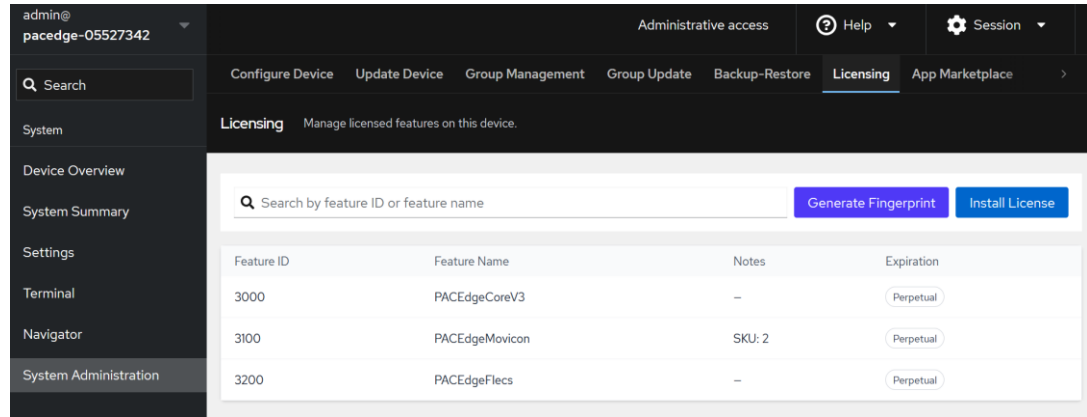 admin@
pacedge-05527342
Administrative access
Help
Session
Search
Configure Device Update Device Group Management Group Update Backup-Restore Licensing App Marketplace
System
Licensing Manage licensed features on this device.
Device Overview
System Summary
Settings
Terminal
Navigator
System Administration
Search by feature ID or feature name
Generate Fingerprint
Install License
Feature ID Feature Name Notes Expiration
3000 PACEdgeCoreV3 – Perpetual
3100 PACEdgeMovicon SKU: 2 Perpetual
3200 PACEdgeFlecs – Perpetual